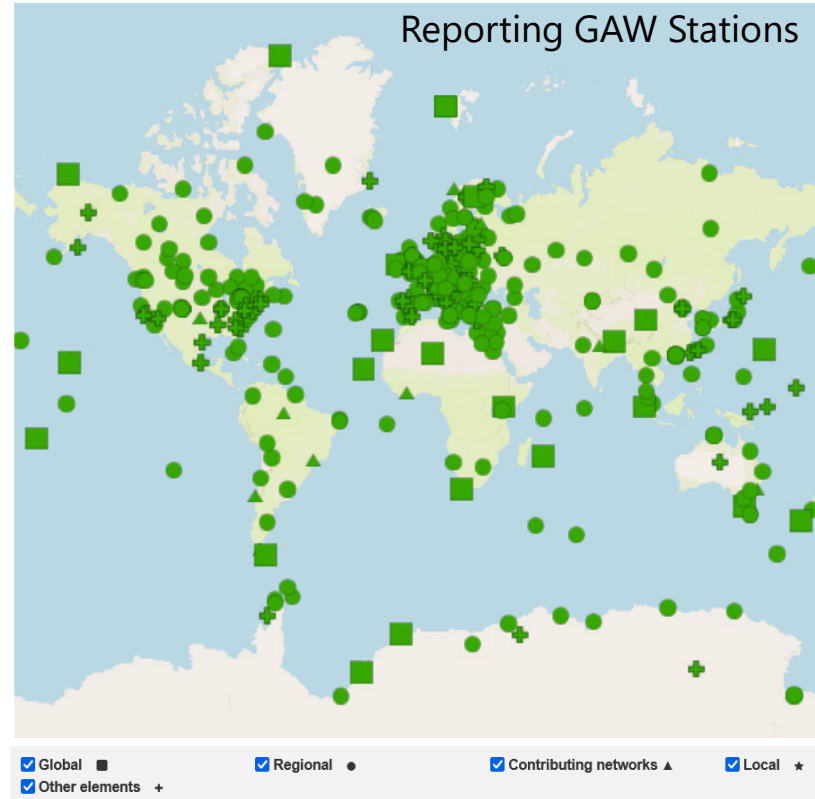 Reporting GAW Stations
Global
Regional
Contributing networks
Local
Other elements